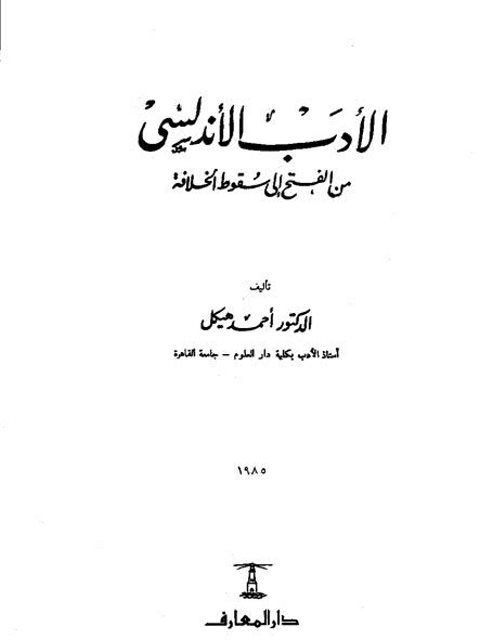 الأدب الأندلسى
من الفتح إلى سقوط الخلافة
تأليف
الدكتور أحمد هيكل
أستاذ الأدب بكلية دار العلوم – جامعة القاهرة
١٩٨٥
دار المعارف